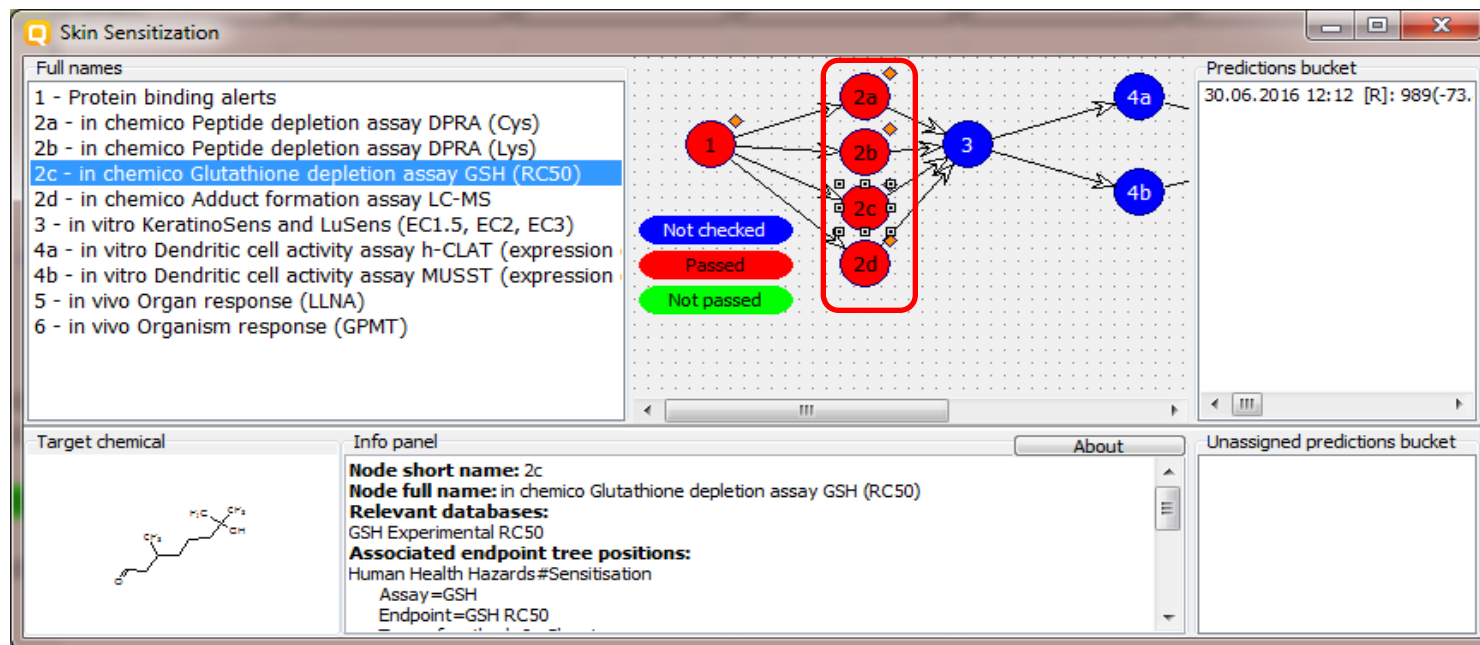 Skin Sensitization
Full names
1 - Protein binding alerts
2a - in chemico Peptide depletion assay DPRA (Cys)
2b - in chemico Peptide depletion assay DPRA (Lys)
2c - in chemico Glutathione depletion assay GSH (RC50)
2d - in chemico Adduct formation assay LC-MS
3 - in vitro KeratinoSens and LuSens (EC1.5, EC2, EC3)
4a - in vitro Dendritic cell activity assay h-CLAT (expression
4b - in vitro Dendritic cell activity assay MUSST (expression
5 - in vivo Organ response (LLNA)
6 - in vivo Organism response (GPMT)
1
2a
2b
2c
2d
3
4a
4b
Not checked
Passed
Not passed
Predictions bucket
30.06.2016 12:12 [R]: 989(-73.
Target chemical
H3C
CH3
OH
CH3
O
Info panel
About
Node short name: 2c
Node full name: in chemico Glutathione depletion assay GSH (RC50)
Relevant databases:
GSH Experimental RC50
Associated endpoint tree positions:
Human Health Hazards#Sensitisation
Assay=GSH
Endpoint=GSH RC50
Unassigned predictions bucket